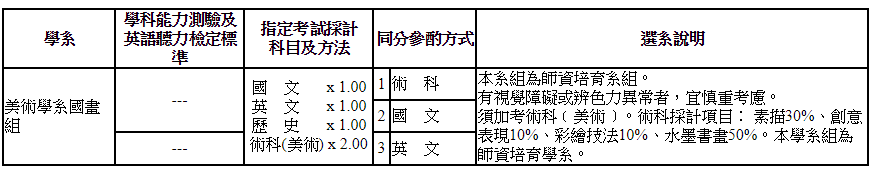 學系
學科能力測驗及
英語聽力檢定標
準
指定考試採計
科目及方法
同分參酌方式
選系說明
美術學系國畫
組
---
---
國　文　x 1.00
英　文　x 1.00
歷　史　x 1.00
術科(美術) x 2.00
1 術　科
2 國　文
3 英　文
本系組為師資培育系組。
有視覺障礙或辨色力異常者，宜慎重考慮。
須加考術科﹙美術﹚。術科採計項目： 素描30%、創意
表現10%、彩繪技法10%、水墨書畫50%。本學系組為
師資培育學系。